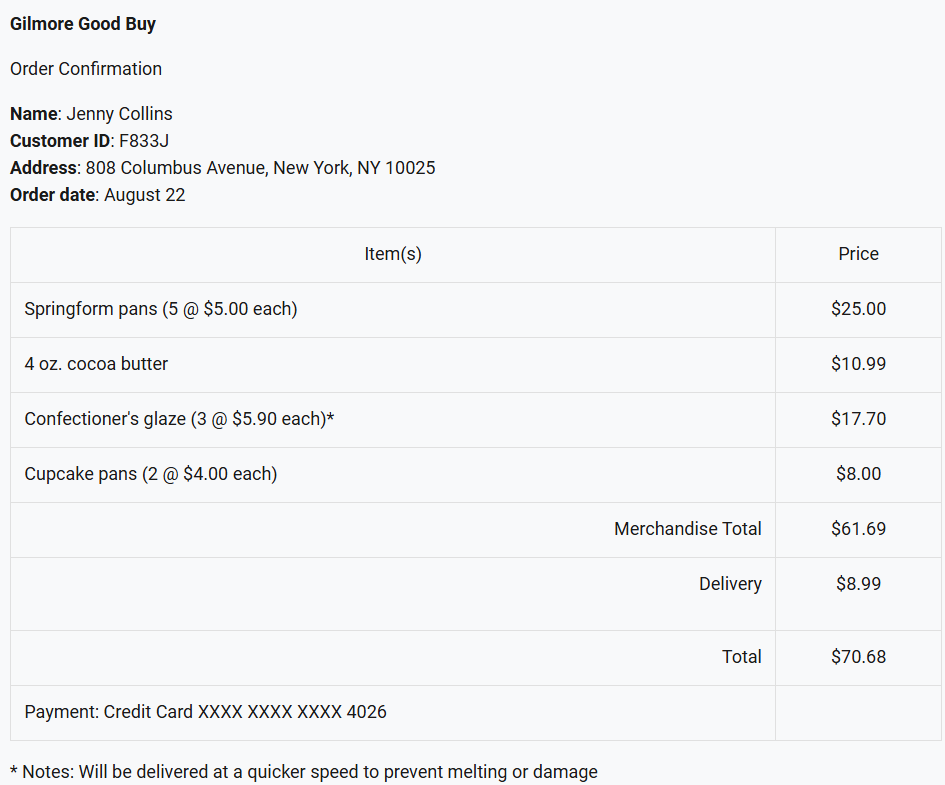 Gilmore Good Buy
Order Confirmation
Name: Jenny Collins
Customer ID: F833J
Address: 808 Columbus Avenue, New York, NY 10025
Order date: August 22
Item(s) Price
Springform pans (5 @ $5.00 each) $25.00
4 oz. cocoa butter $10.99
Confectioner's glaze (3 @ $5.90 each)* $17.70
Cupcake pans (2 @ $4.00 each) $8.00
Merchandise Total $61.69
Delivery $8.99
Total $70.68
Payment: Credit Card XXXX XXXX XXXX 4026
* Notes: Will be delivered at a quicker speed to prevent melting or damage